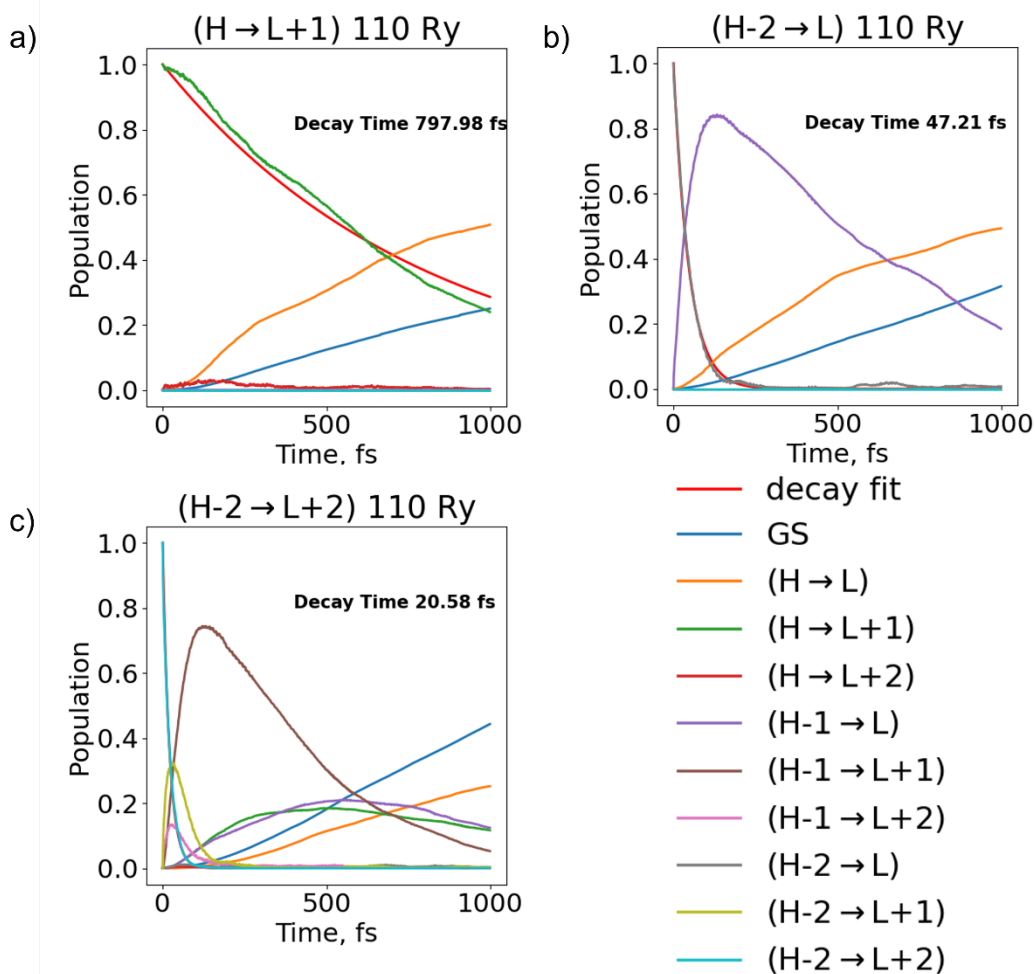 a)
(H→L+1) 110 Ry
1.0
0.8
0.6
0.4
0.2
0.0
Population
Decay Time 797.98 fs
0
500
1000
Time, fs
b)
(H-2→L) 110 Ry
1.0
0.8
0.6
0.4
0.2
0.0
Population
Decay Time 47.21 fs
0
500
1000
Time, fs
c)
(H-2→L+2) 110 Ry
1.0
0.8
0.6
0.4
0.2
0.0
Population
Decay Time 20.58 fs
0
500
1000
Time, fs
decay fit
GS
(H→L)
(H→L+1)
(H→L+2)
(H-1→L)
(H-1→L+1)
(H-1→L+2)
(H-2→L)
(H-2→L+1)
(H-2→L+2)